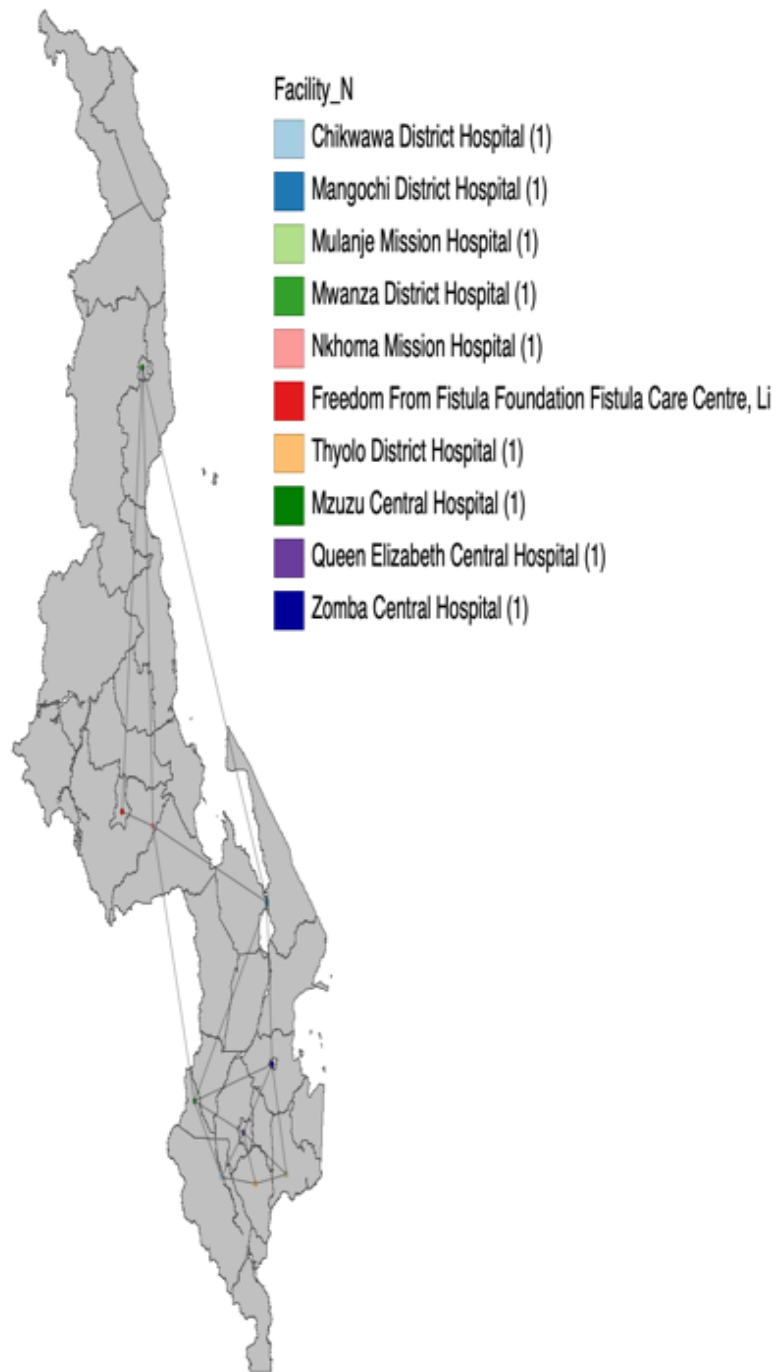 Facility_N
Chikwawa District Hospital (1)
Mangochi District Hospital (1)
Mulanje Mission Hospital (1)
Mwanza District Hospital (1)
Nkhoma Mission Hospital (1)
Freedom From Fistula Foundation Fistula Care Centre, Li
Thyolo District Hospital (1)
Mzuzu Central Hospital (1)
Queen Elizabeth Central Hospital (1)
Zomba Central Hospital (1)